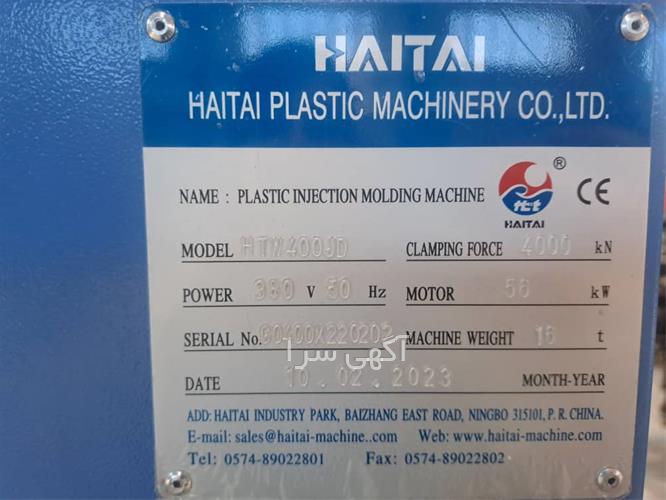 HAITAI
HAITAI PLASTIC MACHINERY CO.,LTD.
NAME : PLASTIC INJECTION MOLDING MACHINE
Htt
HAITAI
®
CE
MODEL HTW400JD
CLAMPING FORCE 4000 kN
POWER 380 V 50 Hz
MOTOR 56 kW
SERIAL No.
MACHINE WEIGHT 16 t
آگهی سرا
DATE 10 . 02 . 2023 MONTH-YEAR
ADD: HAITAI INDUSTRY PARK, BAIZHANG EAST ROAD, NINGBO 315101, P. R. CHINA.
E-mail: sales@haitai-machine..com Web: www.haitai-machine.com
Tel: 0574-89022801 Fax: 0574-89022802